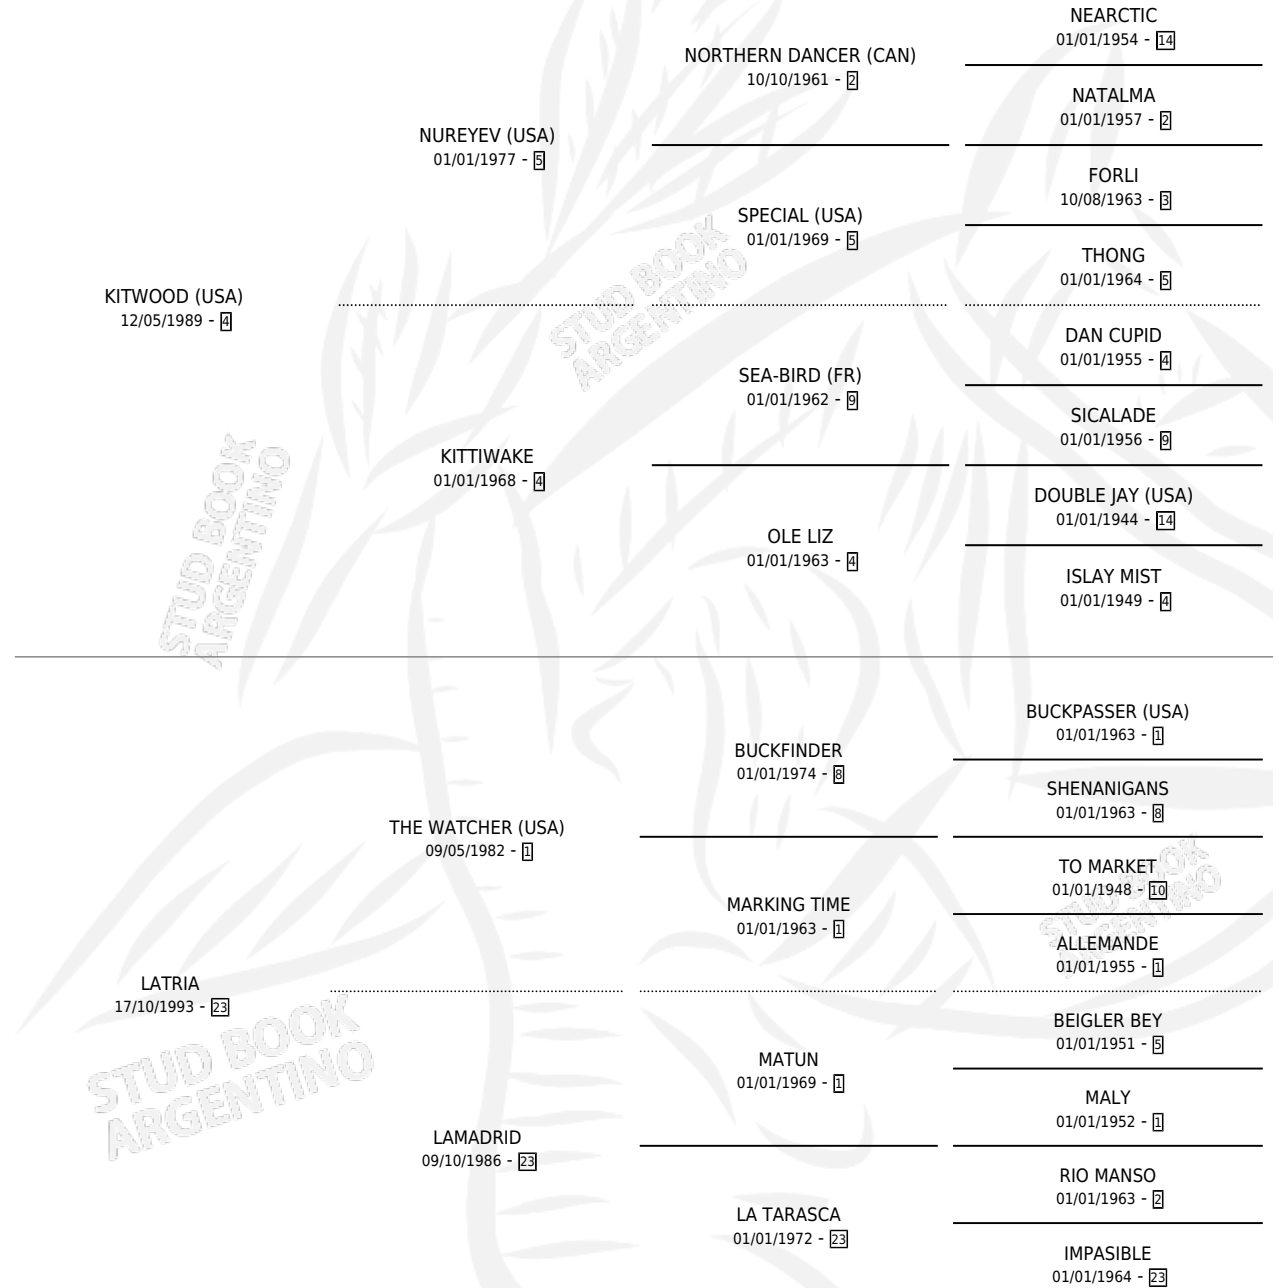 NEARCTIC
01/01/1954 - 14
NORTHERN DANCER (CAN)
10/10/1961 - 2
NATALMA
01/01/1957 - 2
NUREYEV (USA)
01/01/1977 - 5
FORLI
10/08/1963 - 3
SPECIAL (USA)
01/01/1969 - 5
THONG
01/01/1964 - 5
KITWOOD (USA)
12/05/1989 - 4
DAN CUPID
01/01/1955 - 4
SEA-BIRD (FR)
01/01/1962 - 9
SICALADE
01/01/1956 - 9
KITTIWAKE
01/01/1968 - 4
DOUBLE JAY (USA)
01/01/1944 - 14
OLE LIZ
01/01/1963 - 4
ISLAY MIST
01/01/1949 - 4
STUD BOOK
ARGENTINO
STUD BOOK
ARGENTINO
BUCKPASSER (USA)
01/01/1963 - 1
BUCKFINDER
01/01/1974 - 8
SHENANIGANS
01/01/1963 - 8
THE WATCHER (USA)
09/05/1982 - 1
TO MARKET
01/01/1948 - 10
MARKING TIME
01/01/1963 - 1
ALLEMANDE
01/01/1955 - 1
LATRIA
17/10/1993 - 23
BEIGLER BEY
01/01/1951 - 5
MATUN
01/01/1969 - 1
MALY
01/01/1952 - 1
LAMADRID
09/10/1986 - 23
RIO MANSO
01/01/1963 - 2
LA TARASCA
01/01/1972 - 23
IMPASIBLE
01/01/1964 - 23
STUD BOOK
ARGENTINO
STUD BOOK
ARGENTINO